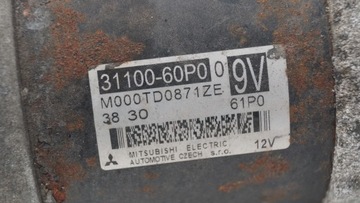 31100-60P0 0 9V
M000TD0871ZE 61P0
38 30
MITSUBISHI ELECTRIC 12V
AUTOMOTIVE CZECH s.r.o.